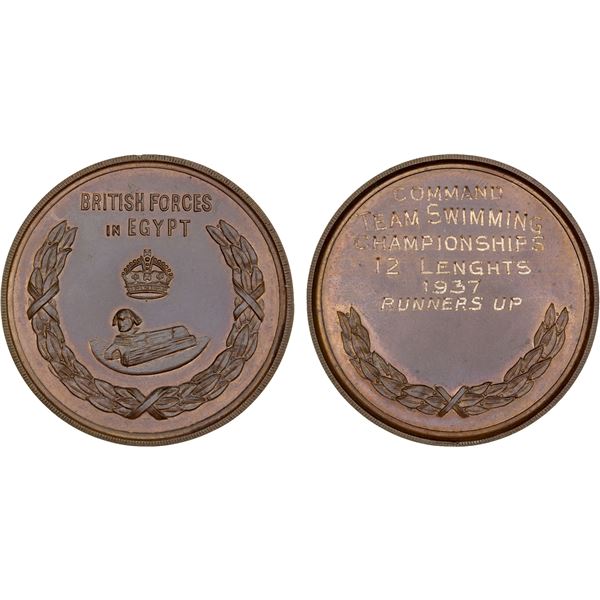 BRITISH FORCES
IN EGYPT
COMMAND
TEAM SWIMMING
CHAMPIONSHIPS
12 LENGHTS
1937
RUNNERS UP